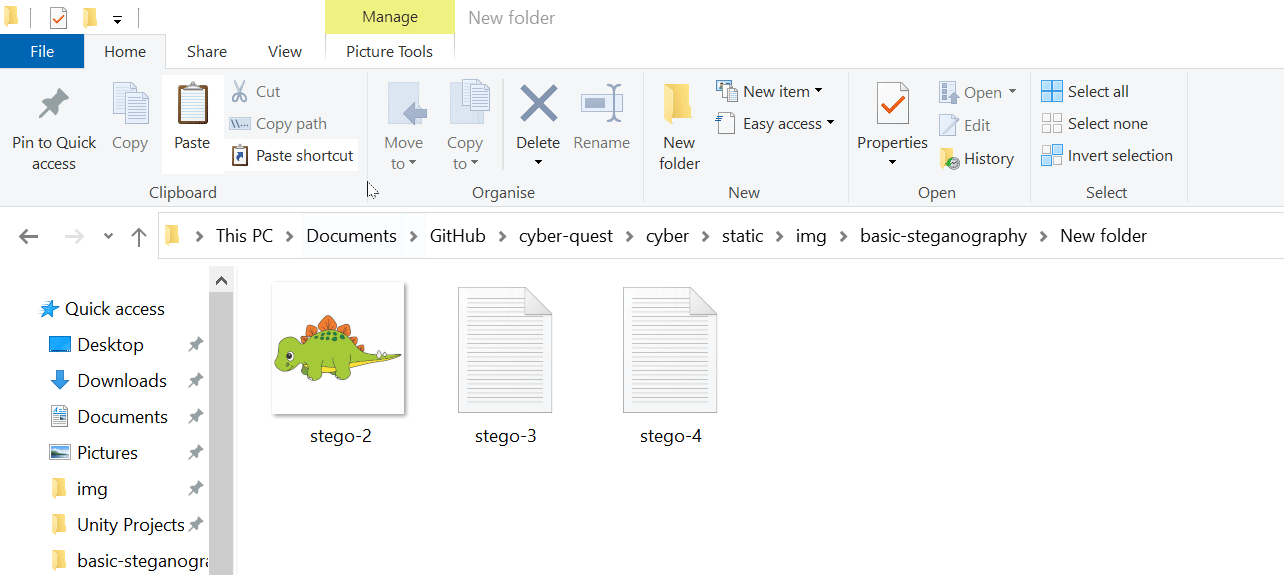 Manage
New folder
File
Home
Share
View
Picture Tools
Pin to Quick
access
Copy
Paste
Cut
Copy path
Paste shortcut
Move
to
Copy
to
Delete
Rename
New
folder
New item
Easy access
Properties
Open
Edit
History
Select all
Select none
Invert selection
Clipboard
Organise
New
Open
Select
This PC
Documents
GitHub
cyber-quest
cyber
static
img
basic-steganography
New folder
Quick access
Desktop
Downloads
Documents
Pictures
img
Unity Projects
basic-steganogra
stego-2
stego-3
stego-4